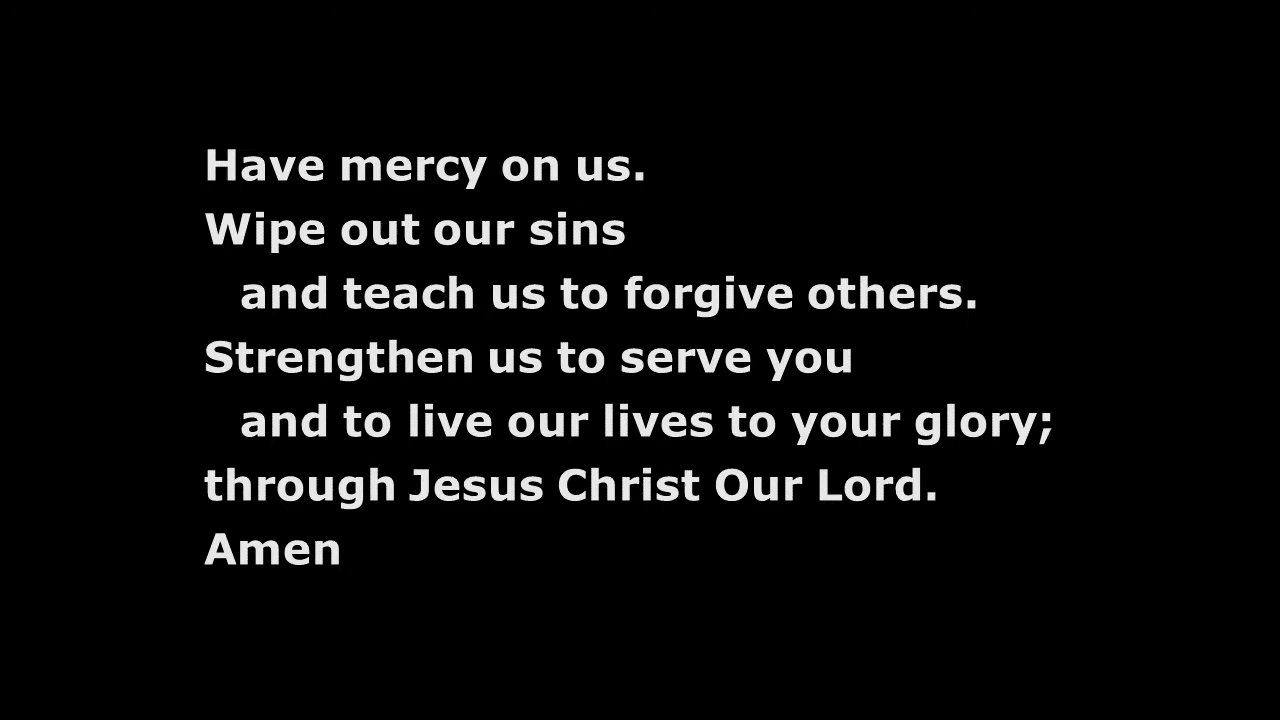 Have mercy on us.
Wipe out our sins
and teach us to forgive others.
Strengthen us to serve you
and to live our lives to your glory;
through Jesus Christ Our Lord.
Amen